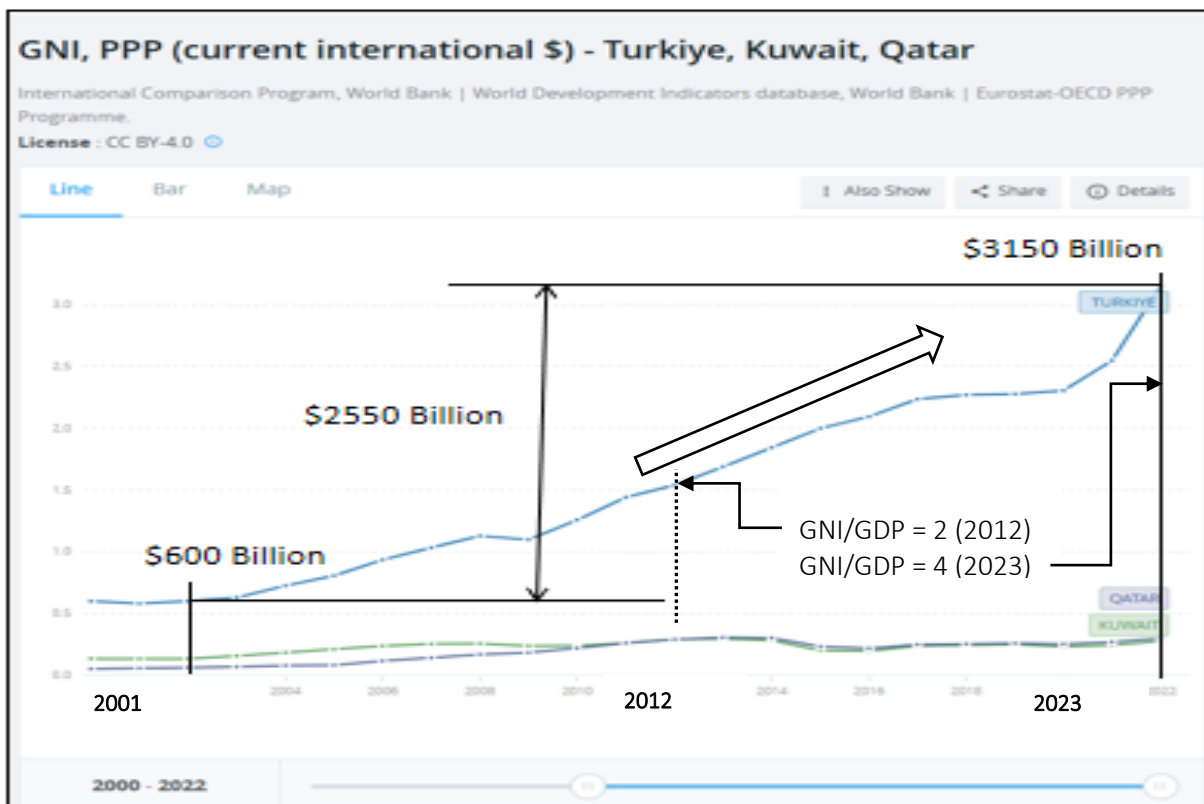 GNI, PPP (current international $) - Turkiye, Kuwait, Qatar
International Comparison Program, World Bank | World Development Indicators database, World Bank | Eurostat-OECD PPP
Programme.
License : CC BY-4.0
Line Bar Map Also Show Share Details
$3150 Billion
3.0 TURKIYE
2.5
$2550 Billion
2.0
1.5
GNI/GDP = 2 (2012)
1.0 $600 Billion
GNI/GDP = 4 (2023)
QATAR
0.5
KUWAIT
0.0
2001 2004 2006 2008 2010 2012 2014 2016 2018 2023 2022
2000 - 2022